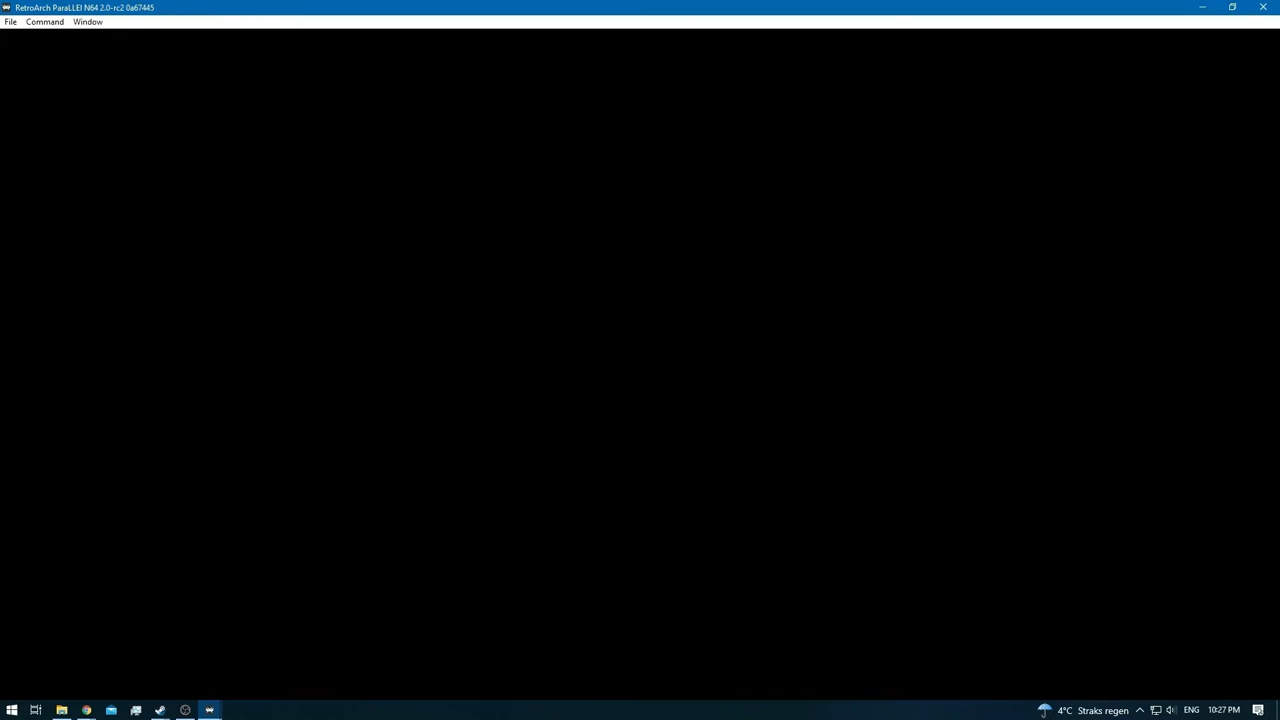 RetroArch ParaLLEl N64 2.0-rc2 0a67445
File Command Window
4°C Straks regen ENG 10:27 PM